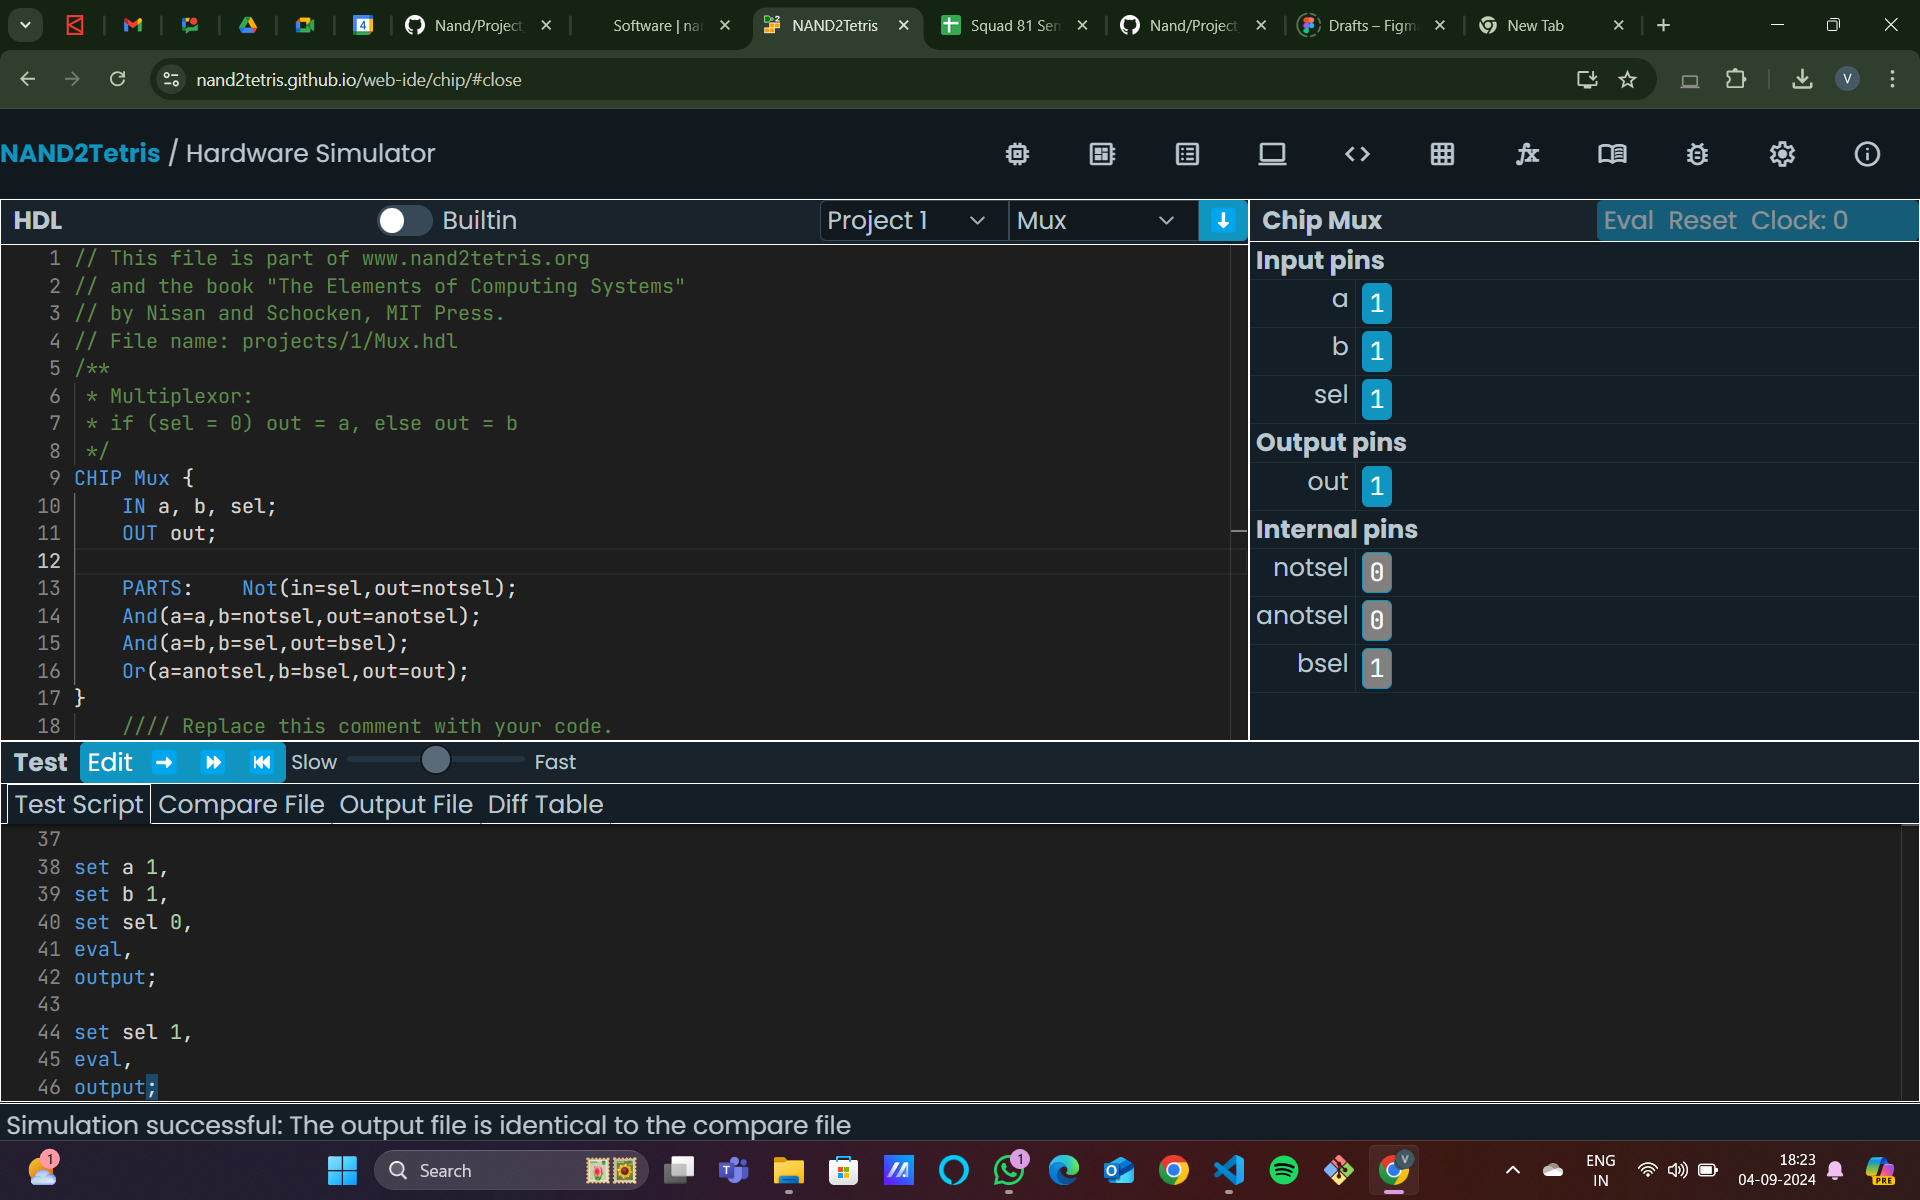 Nand/Project
Software | nar
NAND2Tetris
Squad 81 Sem
Nand/Project
Drafts – Figma
New Tab
nand2tetris.github.io/web-ide/chip/#close
V
NAND2Tetris / Hardware Simulator
HDL
Builtin
Project 1
Mux
Chip Mux
Eval Reset Clock: 0
1 // This file is part of www.nand2tetris.org
2 // and the book "The Elements of Computing Systems"
3 // by Nisan and Schocken, MIT Press.
4 // File name: projects/1/Mux.hdl
5 /**
6 * Multiplexor:
7 * if (sel = 0) out = a, else out = b
8 */
9 CHIP Mux {
10 IN a, b, sel;
11 OUT out;
12
13 PARTS:    Not(in=sel,out=notsel);
14 And(a=a,b=notsel,out=anotsel);
15 And(a=b,b=sel,out=bsel);
16 Or(a=anotsel,b=bsel,out=out);
17 }
18 //// Replace this comment with your code.
Input pins
a 1
b 1
sel 1
Output pins
out 1
Internal pins
notsel 0
anotsel 0
bsel 1
Test Edit Slow Fast
Test Script Compare File Output File Diff Table
37
38 set a 1,
39 set b 1,
40 set sel 0,
41 eval,
42 output;
43
44 set sel 1,
45 eval,
46 output;
Simulation successful: The output file is identical to the compare file
1
Search
1
V
ENG
IN
18:23
04-09-2024
PRE